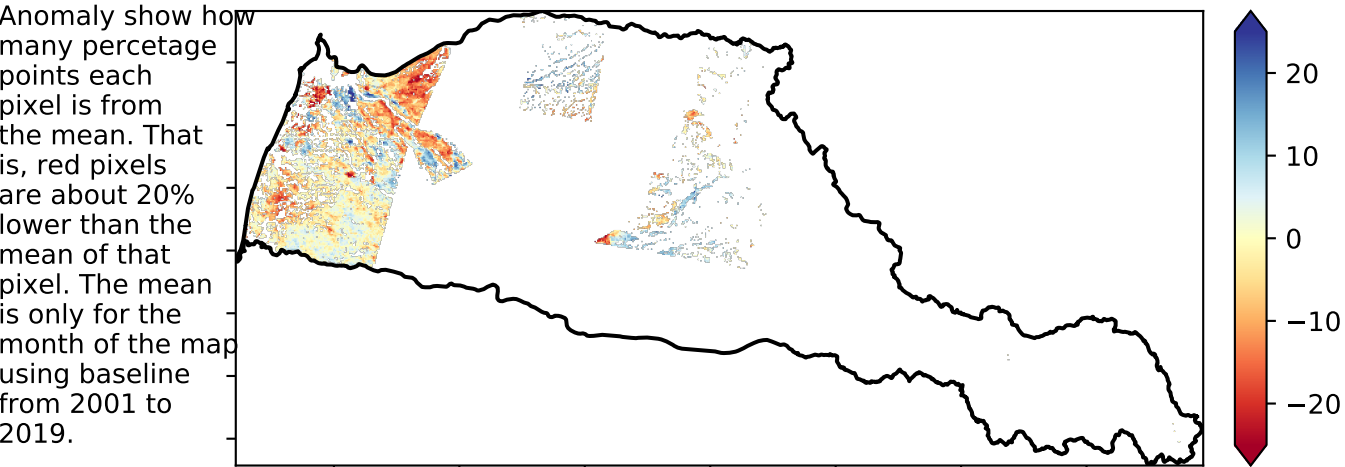 Anomaly show how
many percetage
points each
pixel is from
the mean. That
is, red pixels
are about 20%
lower than the
mean of that
pixel. The mean
is only for the
month of the map
using baseline
from 2001 to
2019.
20
10
0
−10
−20